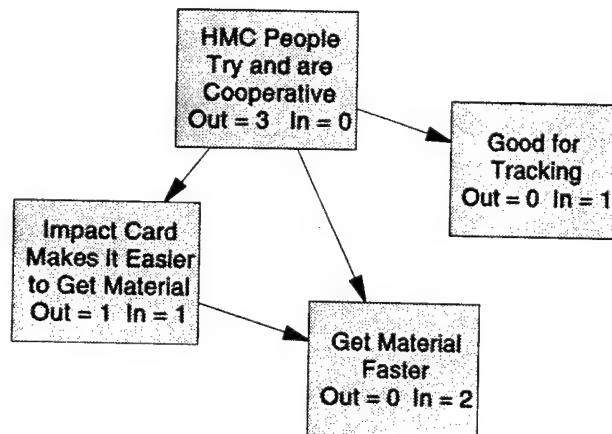 HMC People
Try and are
Cooperative
Out = 3 In = 0
Good for
Tracking
Out = 0 In = 1
Impact Card
Makes it Easier
to Get Material
Out = 1 In = 1
Get Material
Faster
Out = 0 In = 2